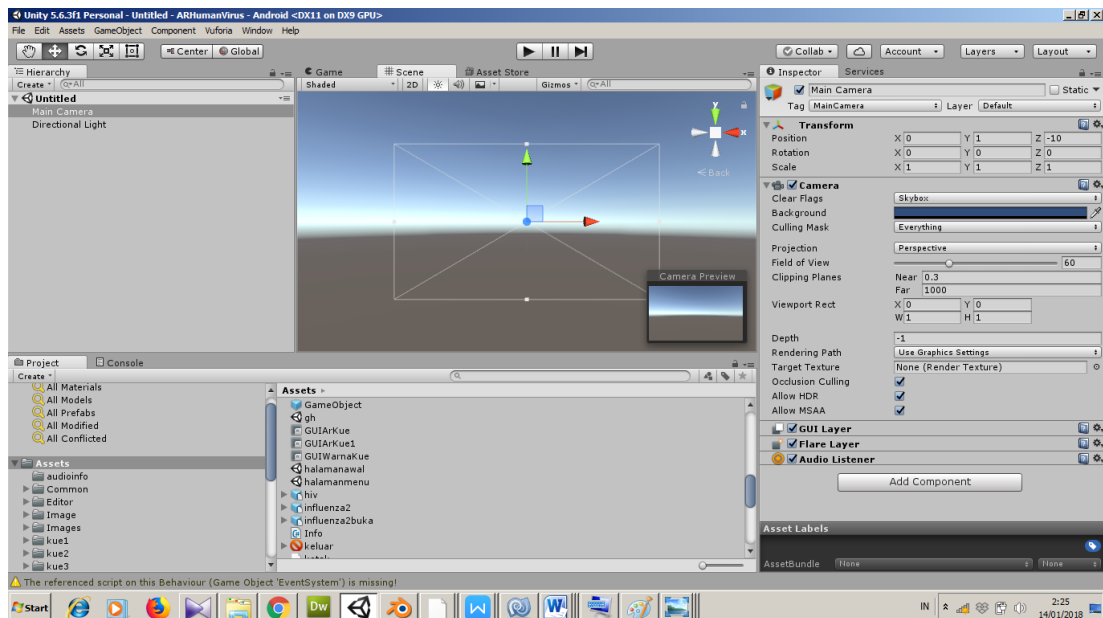 Unity 5.6.3f1 Personal - Untitled - ARHumanVirus - Android <DX11 on DX9 GPU>
File Edit Assets GameObject Component Vuforia Window Help
Center Global Collab Account Layers Layout
Hierarchy
Create All
Untitled
Main Camera
Directional Light
Game Scene Asset Store
Shaded 2D Gizmos All
y
x
Back
Camera Preview
Inspector Services
Main Camera Static
Tag MainCamera Layer Default
Transform
Position X 0 Y 1 Z -10
Rotation X 0 Y 0 Z 0
Scale X 1 Y 1 Z 1
Camera
Clear Flags Skybox
Background
Culling Mask Everything
Projection Perspective
Field of View 60
Clipping Planes Near 0.3
Far 1000
Viewport Rect X 0 Y 0
W 1 H 1
Depth -1
Rendering Path Use Graphics Settings
Target Texture None (Render Texture)
Occlusion Culling
Allow HDR
Allow MSAA
GUI Layer
Flare Layer
Audio Listener
Add Component
Asset Labels
AssetBundle None None
Project Console
Create
All Materials
All Models
All Prefabs
All Modified
All Conflicted
Assets
audioinfo
Common
Editor
Image
Images
kue1
kue2
kue3
Assets
GameObject
gh
GUIArKue
GUIArKue1
GUIWarnaKue
halamanawal
halamanmenu
hiv
influenza2
influenza2buka
Info
keluar
The referenced script on this Behaviour (Game Object 'EventSystem') is missing!
Start Dw W IN 2:25
14/01/2018